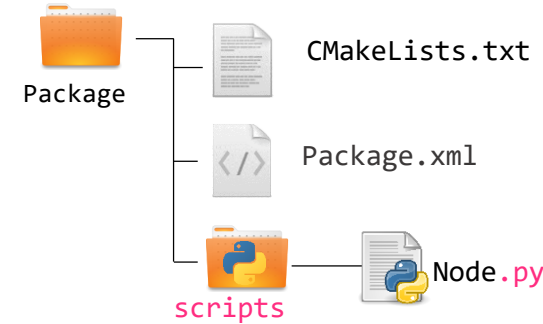 Package
CMakeLists.txt
Package.xml
scripts
Node.py